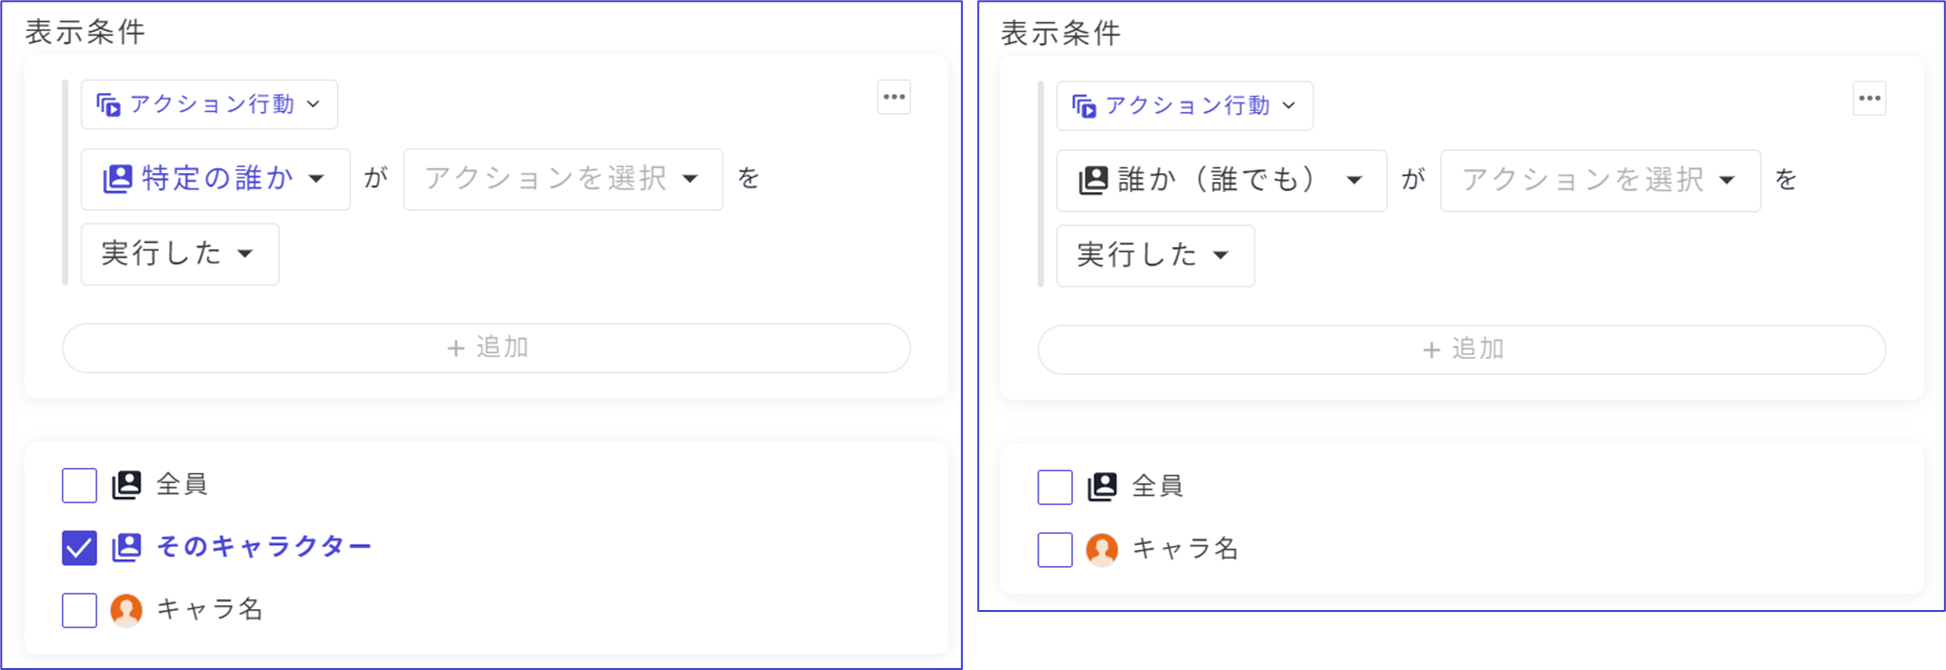 表示条件
アクション行動
特定の誰か が アクションを選択 を
実行した
+ 追加
全員
そのキャラクター
キャラ名
表示条件
アクション行動
誰か（誰でも） が アクションを選択 を
実行した
+ 追加
全員
キャラ名